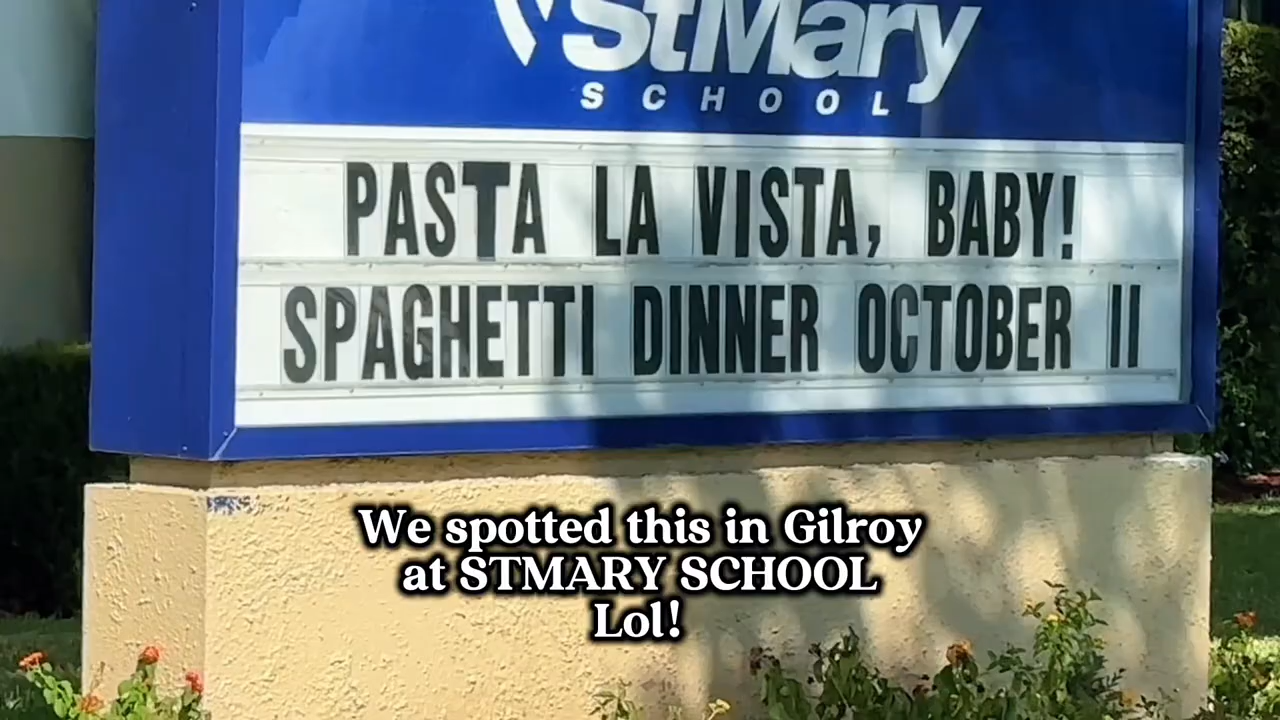 StMary
SCHOOL
PASTA LA VISTA, BABY!
SPAGHETTI DINNER OCTOBER 11
We spotted this in Gilroy
at STMARY SCHOOL
Lol!